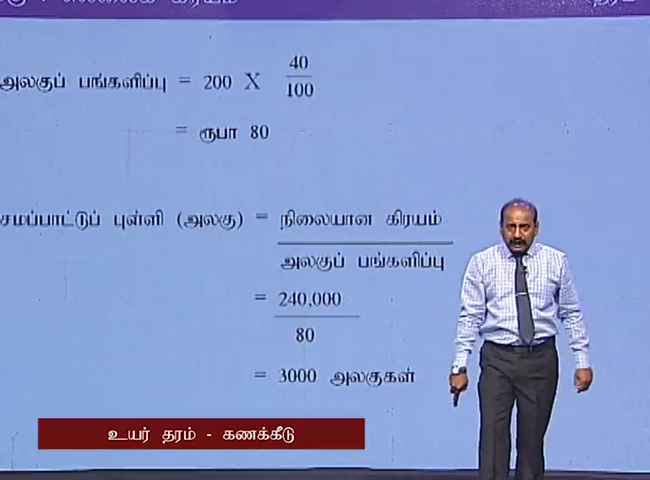 அலகுப் பங்களிப்பு = 200 X 40/100
= ரூபா 80
சமப்பாட்டுப் புள்ளி (அலகு) = நிலையான கிரயம்
அலகுப் பங்களிப்பு
= 240,000
80
= 3000 அலகுகள்
உயர் தரம் - கணக்கீடு